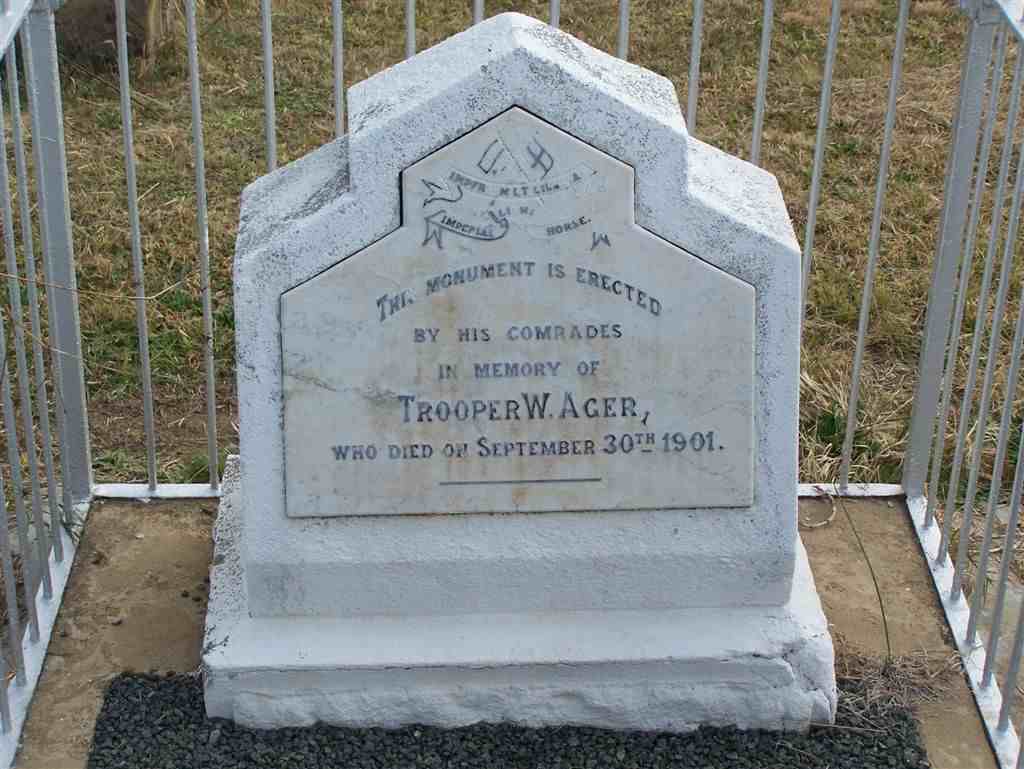 IMPERIAL
HORSE.
THIS MONUMENT IS ERECTED
BY HIS COMRADES
IN MEMORY OF
TROOPER W. AGER,
WHO DIED ON SEPTEMBER 30TH 1901.